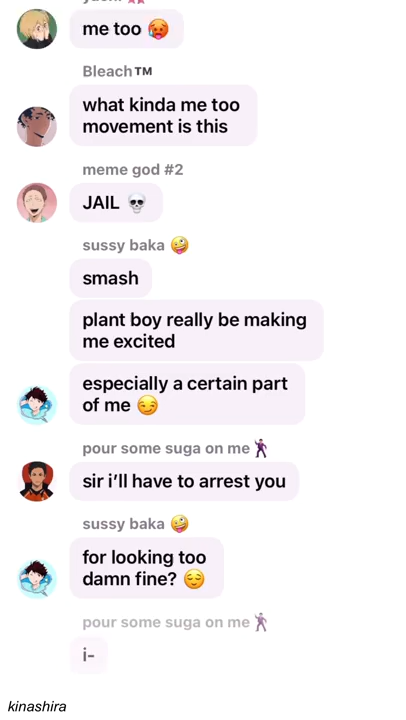 me too 🥵
Bleach™
what kinda me too
movement is this
meme god #2
JAIL 💀
sussy baka 🤪
smash
plant boy really be making
me excited
especially a certain part
of me 😏
pour some suga on me 🕺
sir i'll have to arrest you
sussy baka 🤪
for looking too
damn fine? 😌
pour some suga on me 🕺
i-
kinashira